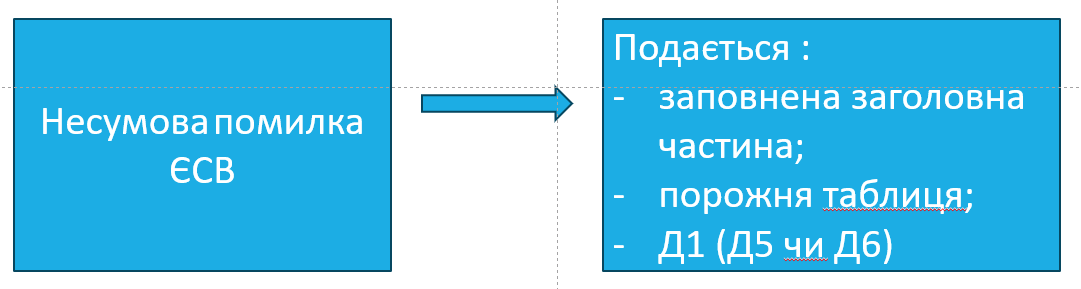 Несумова помилка
ЄСВ
Подається :
- заповнена заголовна
частина;
- порожня таблиця;
- Д1 (Д5 чи Д6)